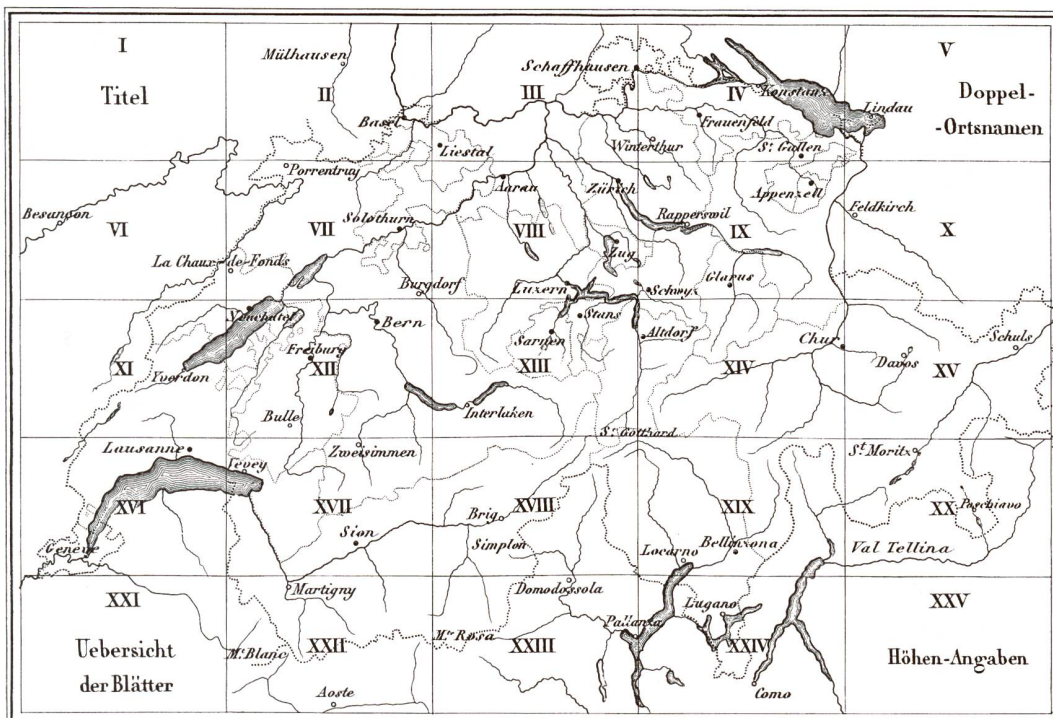 I
Titel
Mülhausen
II
Schaffhausen
III
IV
Konstanz
Lindau
V
Doppel-
-Ortsnamen
Basel
Liestal
Winterthur
Frauenfeld
St. Gallen
Porrentruy
Aarau
Zürich
Appenzell
Besançon
VI
VII
Solothurn
VIII
Rapperswil
IX
Feldkirch
X
La Chaux-de-Fonds
Zug
Burgdorf
Luzern
Schwyz
Glarus
Neuchâtel
Bern
Stans
Sarnen
Altdorf
Chur
Schuls
XI
Yverdon
Freiburg
XII
XIII
XIV
Davos
XV
Bulle
Interlaken
Lausanne
Vevey
Zweisimmen
St. Gotthard
St. Moritz
XVI
XVII
Brig
XVIII
XIX
XX
Poschiavo
Genève
Sion
Simplon
Locarno
Bellinzona
Val Tellina
XXI
Martigny
Domodossola
Lugano
XXV
Uebersicht
der Blätter
Mt. Blanc
XXII
Mte. Rosa
XXIII
Pallanza
XXIV
Höhen-Angaben
Aoste
Como